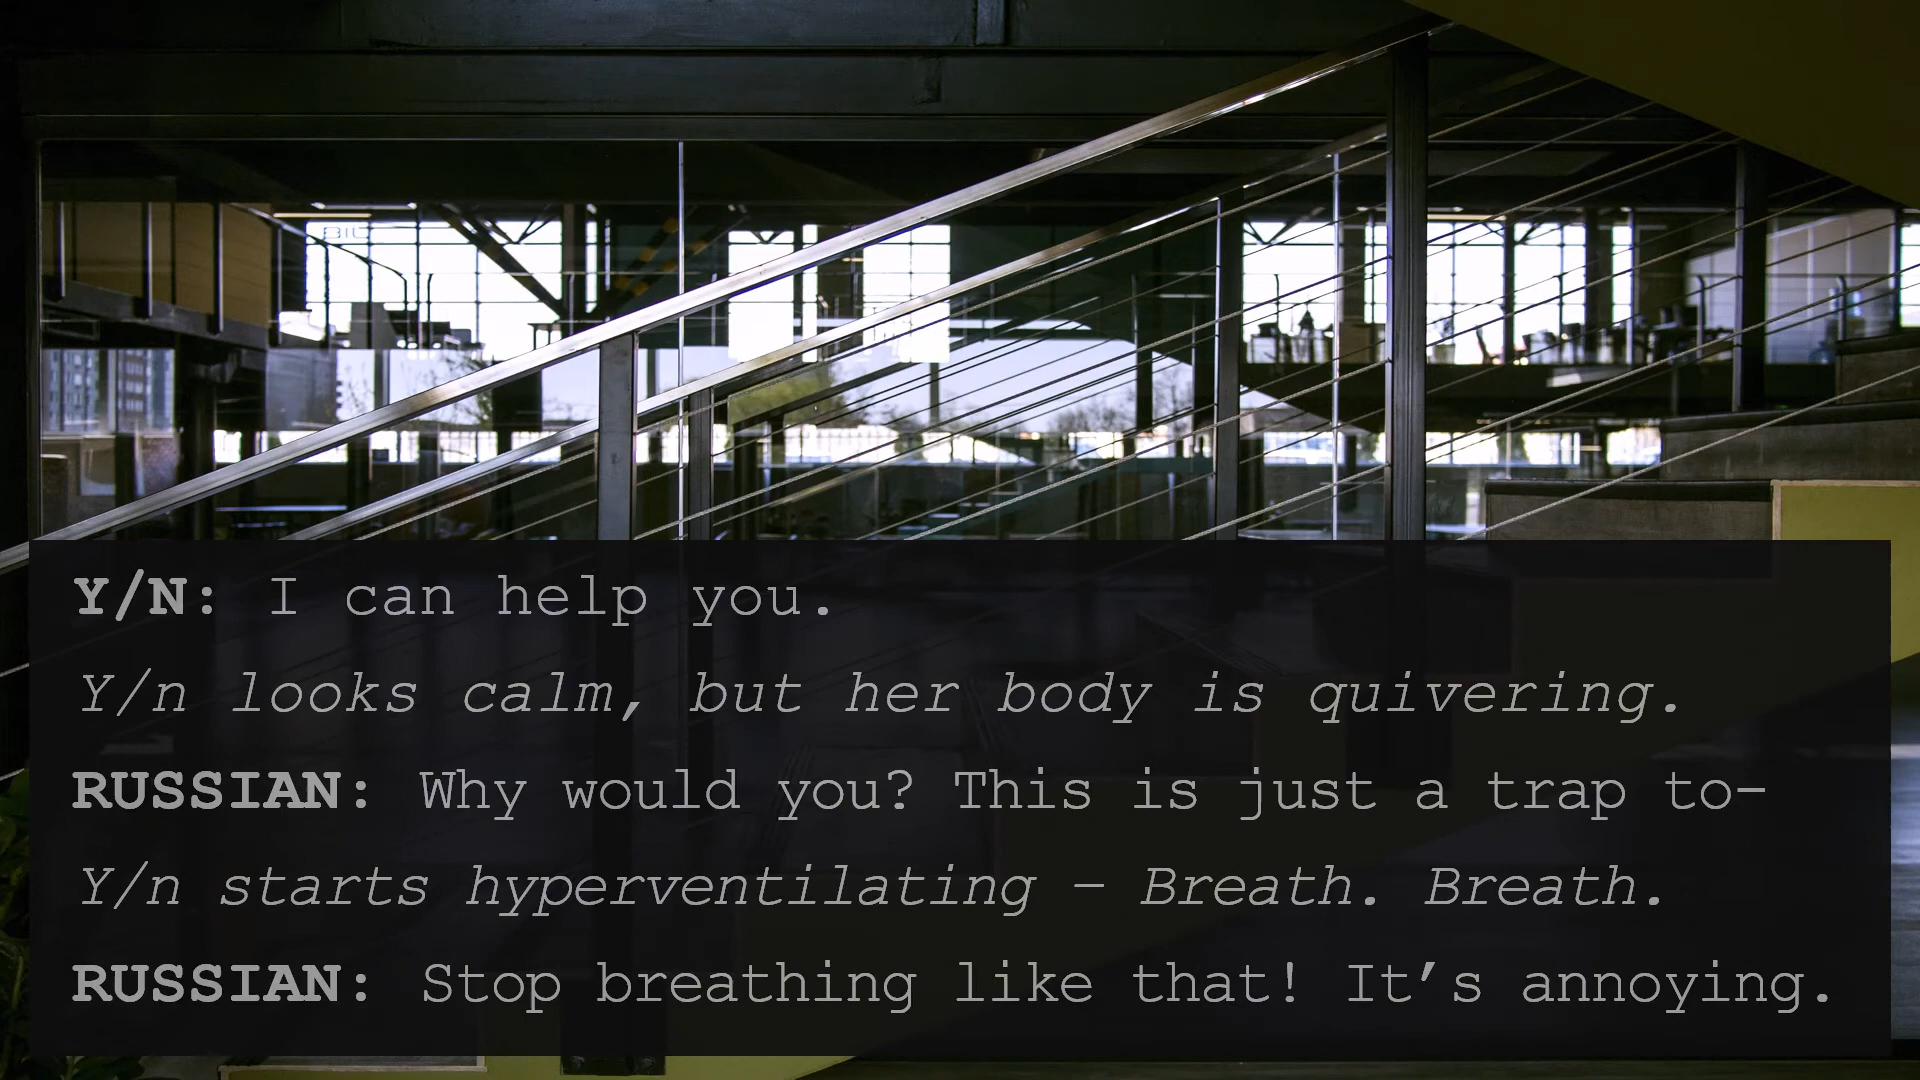 Y/N: I can help you.
Y/n looks calm, but her body is quivering.
RUSSIAN: Why would you? This is just a trap to-
Y/n starts hyperventilating – Breath. Breath.
RUSSIAN: Stop breathing like that! It’s annoying.